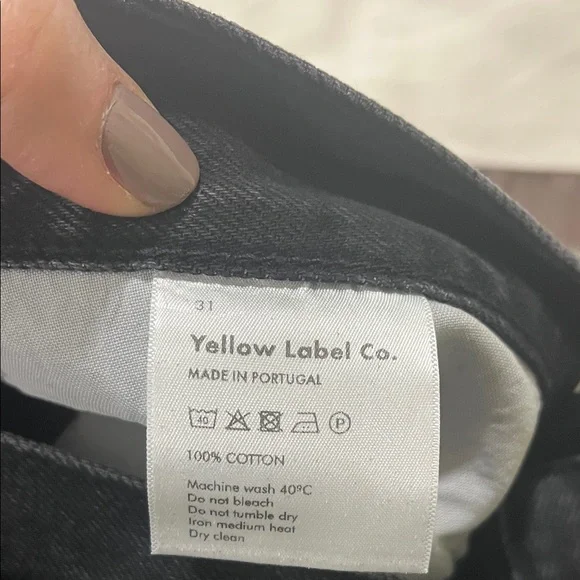 31
Yellow Label Co.
MADE IN PORTUGAL
40 P
100% COTTON
Machine wash 40ºC
Do not bleach
Do not tumble dry
Iron medium heat
Dry clean